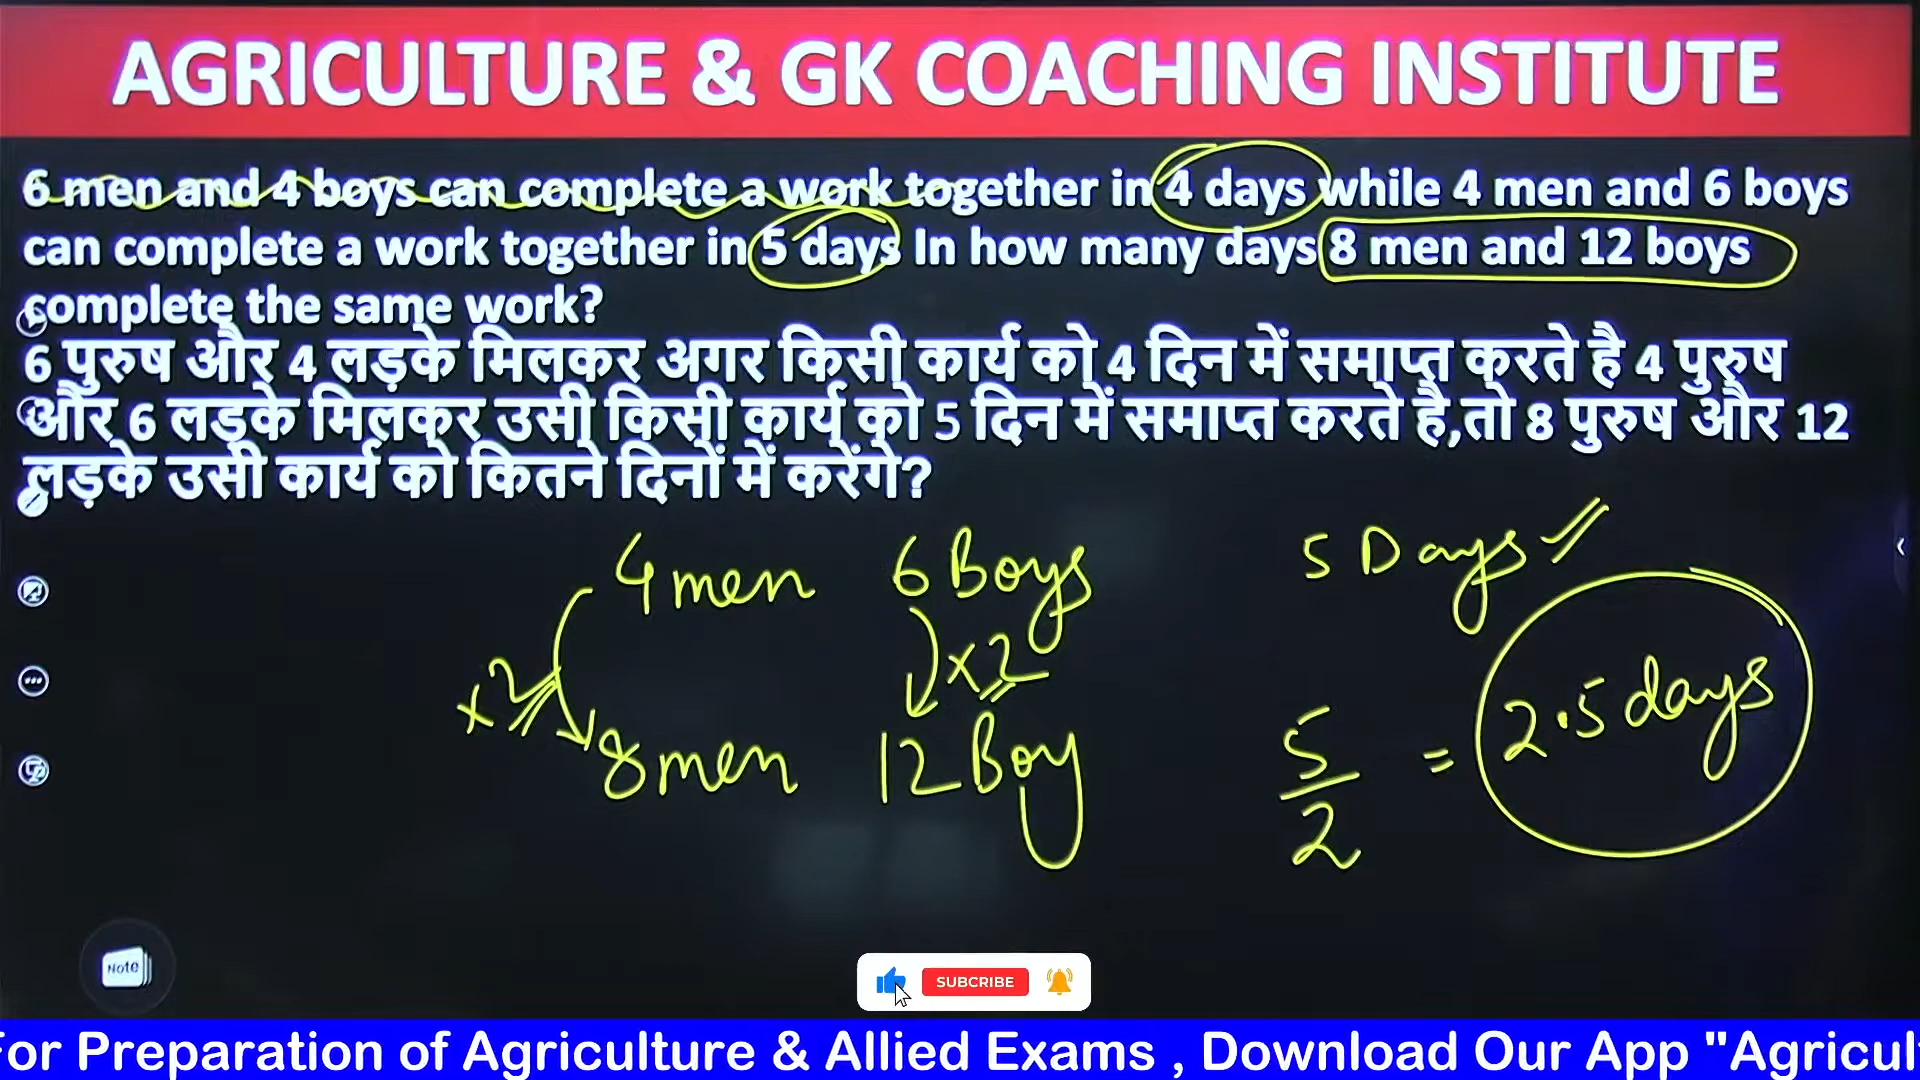 AGRICULTURE & GK COACHING INSTITUTE
6 men and 4 boys can complete a work together in 4 days while 4 men and 6 boys
can complete a work together in 5 days In how many days 8 men and 12 boys
complete the same work?
6 पुरुष और 4 लड़के मिलकर अगर किसी कार्य को 4 दिन में समाप्त करते है 4 पुरुष
और 6 लड़के मिलकर उसी किसी कार्य को 5 दिन में समाप्त करते है,तो 8 पुरुष और 12
लड़के उसी कार्य को कितने दिनों में करेंगे?
4 men 6 Boys 5 Days
×2 ×2
8 men 12 Boy 5/2 = 2.5 days
Note
SUBCRIBE
For Preparation of Agriculture & Allied Exams , Download Our App "Agricul